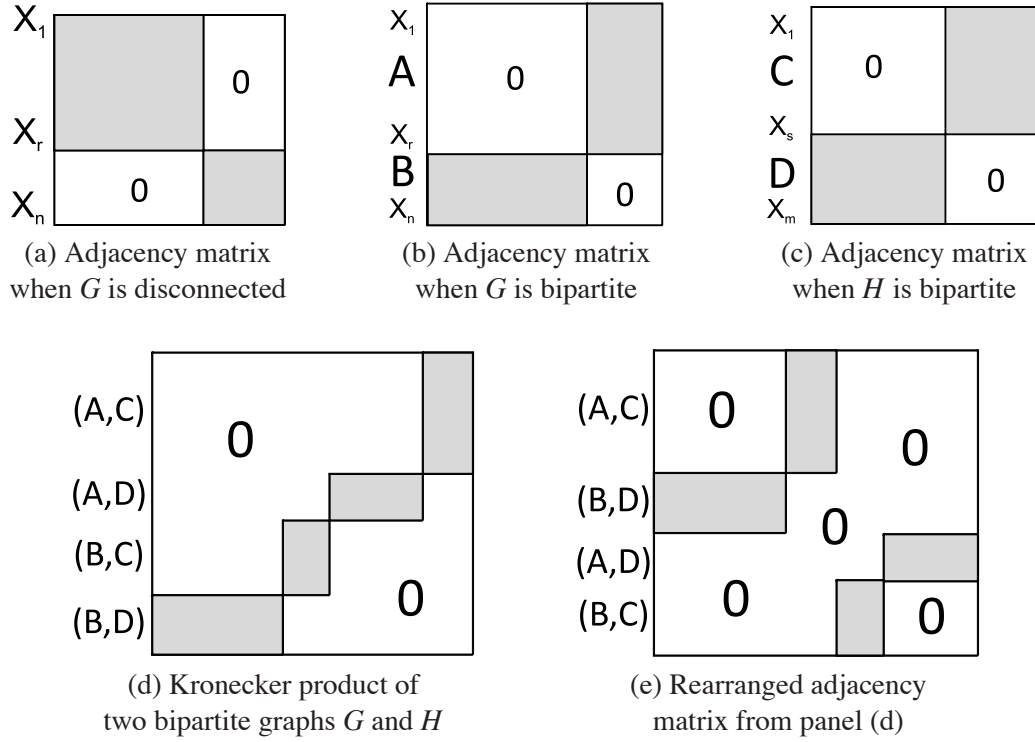 X1
Xr
Xn
0
0
(a) Adjacency matrix
when G is disconnected
X1
A
Xr
B
Xn
0
0
(b) Adjacency matrix
when G is bipartite
X1
C
Xs
D
Xm
0
0
(c) Adjacency matrix
when H is bipartite
(A,C)
(A,D)
(B,C)
(B,D)
0
0
(d) Kronecker product of
two bipartite graphs G and H
(A,C)
(B,D)
(A,D)
(B,C)
0
0
0
0
0
(e) Rearranged adjacency
matrix from panel (d)